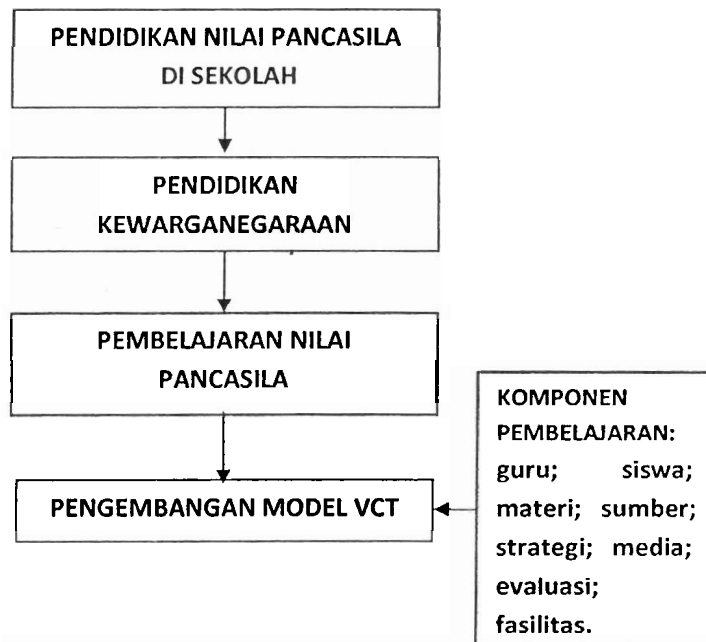 PENDIDIKAN NILAI PANCASILA
DI SEKOLAH
PENDIDIKAN
KEWARGANEGARAAN
PEMBELAJARAN NILAI
PANCASILA
PENGEMBANGAN MODEL VCT
KOMPONEN
PEMBELAJARAN:
guru; siswa;
materi; sumber;
strategi; media;
evaluasi;
fasilitas.